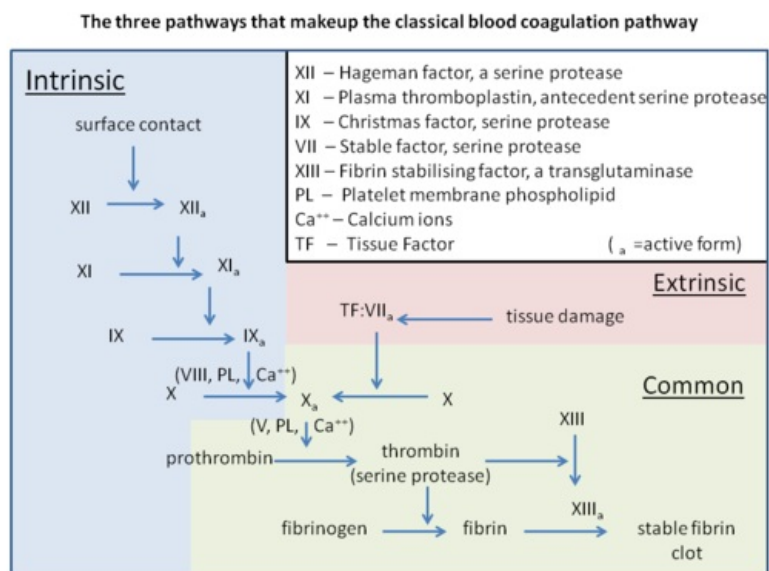 The three pathways that makeup the classical blood coagulation pathway
Intrinsic
XII – Hageman factor, a serine protease
XI – Plasma thromboplastin, antecedent serine protease
IX – Christmas factor, serine protease
VII – Stable factor, serine protease
XIII – Fibrin stabilising factor, a transglutaminase
PL – Platelet membrane phospholipid
Ca⁺⁺ – Calcium ions
TF – Tissue Factor (ₐ =active form)
surface contact
XII XIIₐ
XI XIₐ
IX IXₐ
Extrinsic
TF:VIIₐ tissue damage
Common
(VIII, PL, Ca⁺⁺)
X Xₐ X
(V, PL, Ca⁺⁺)
XIII
prothrombin thrombin
(serine protease)
XIIIₐ
fibrinogen fibrin stable fibrin
clot